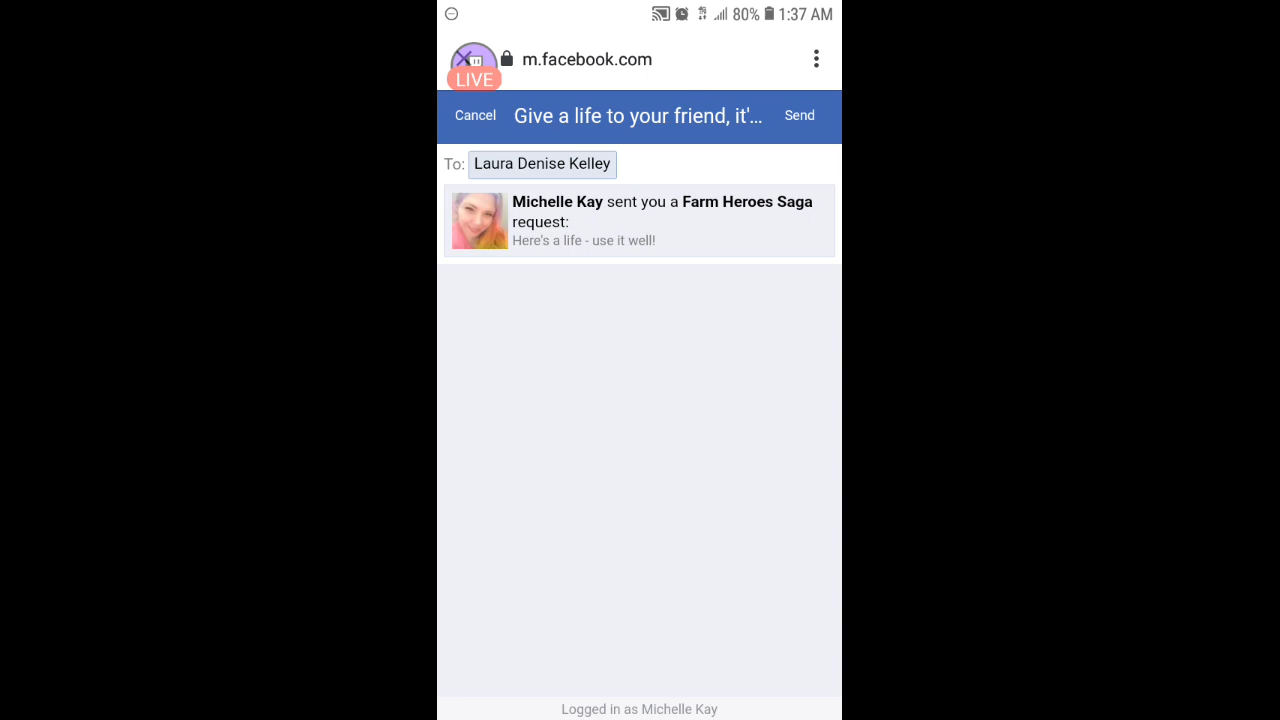 80% 1:37 AM
m.facebook.com
LIVE
Cancel Give a life to your friend, it'... Send
To: Laura Denise Kelley
Michelle Kay sent you a Farm Heroes Saga
request:
Here's a life - use it well!
Logged in as Michelle Kay